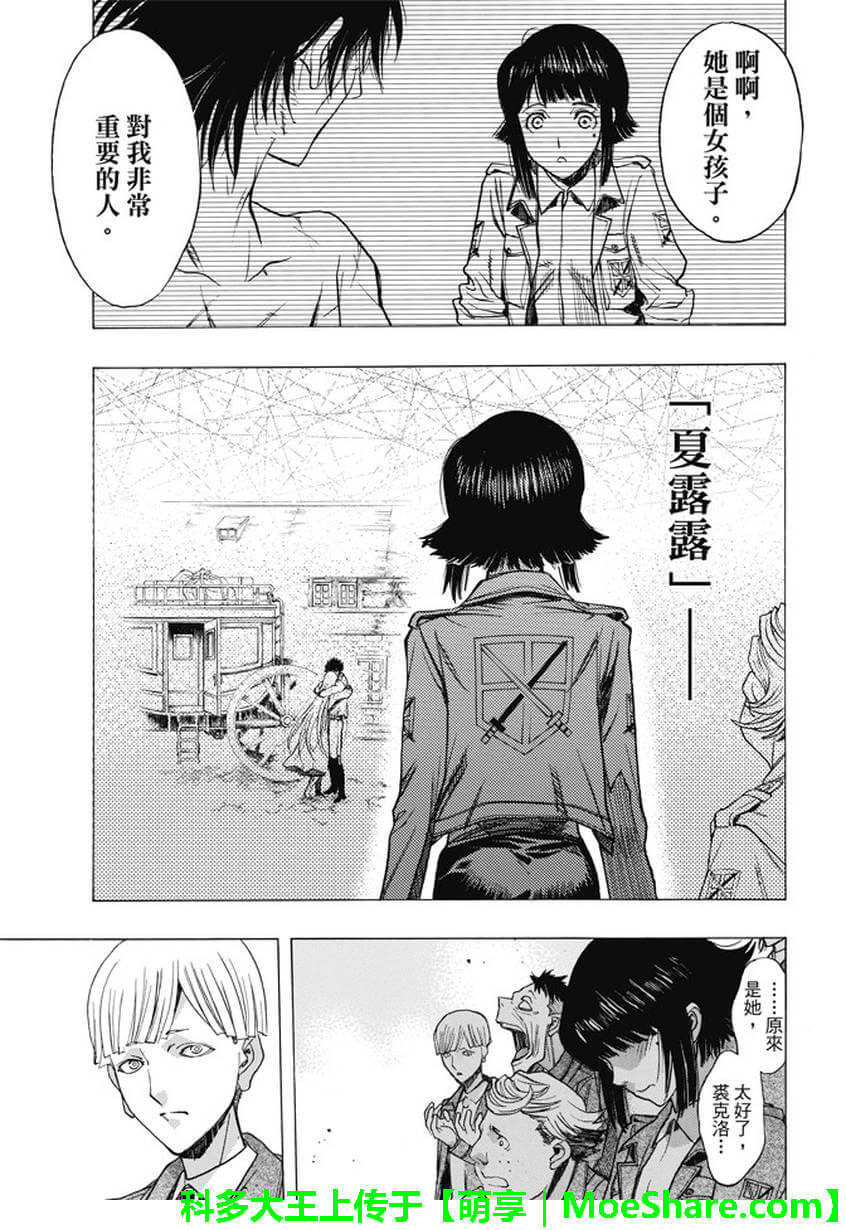 啊啊，
她是個女孩子。
對我非常
重要的人。
「夏露露」——
……原來
是她，
太好了，
裘克洛…
科多大王上传于【萌享｜MoeShare.com】